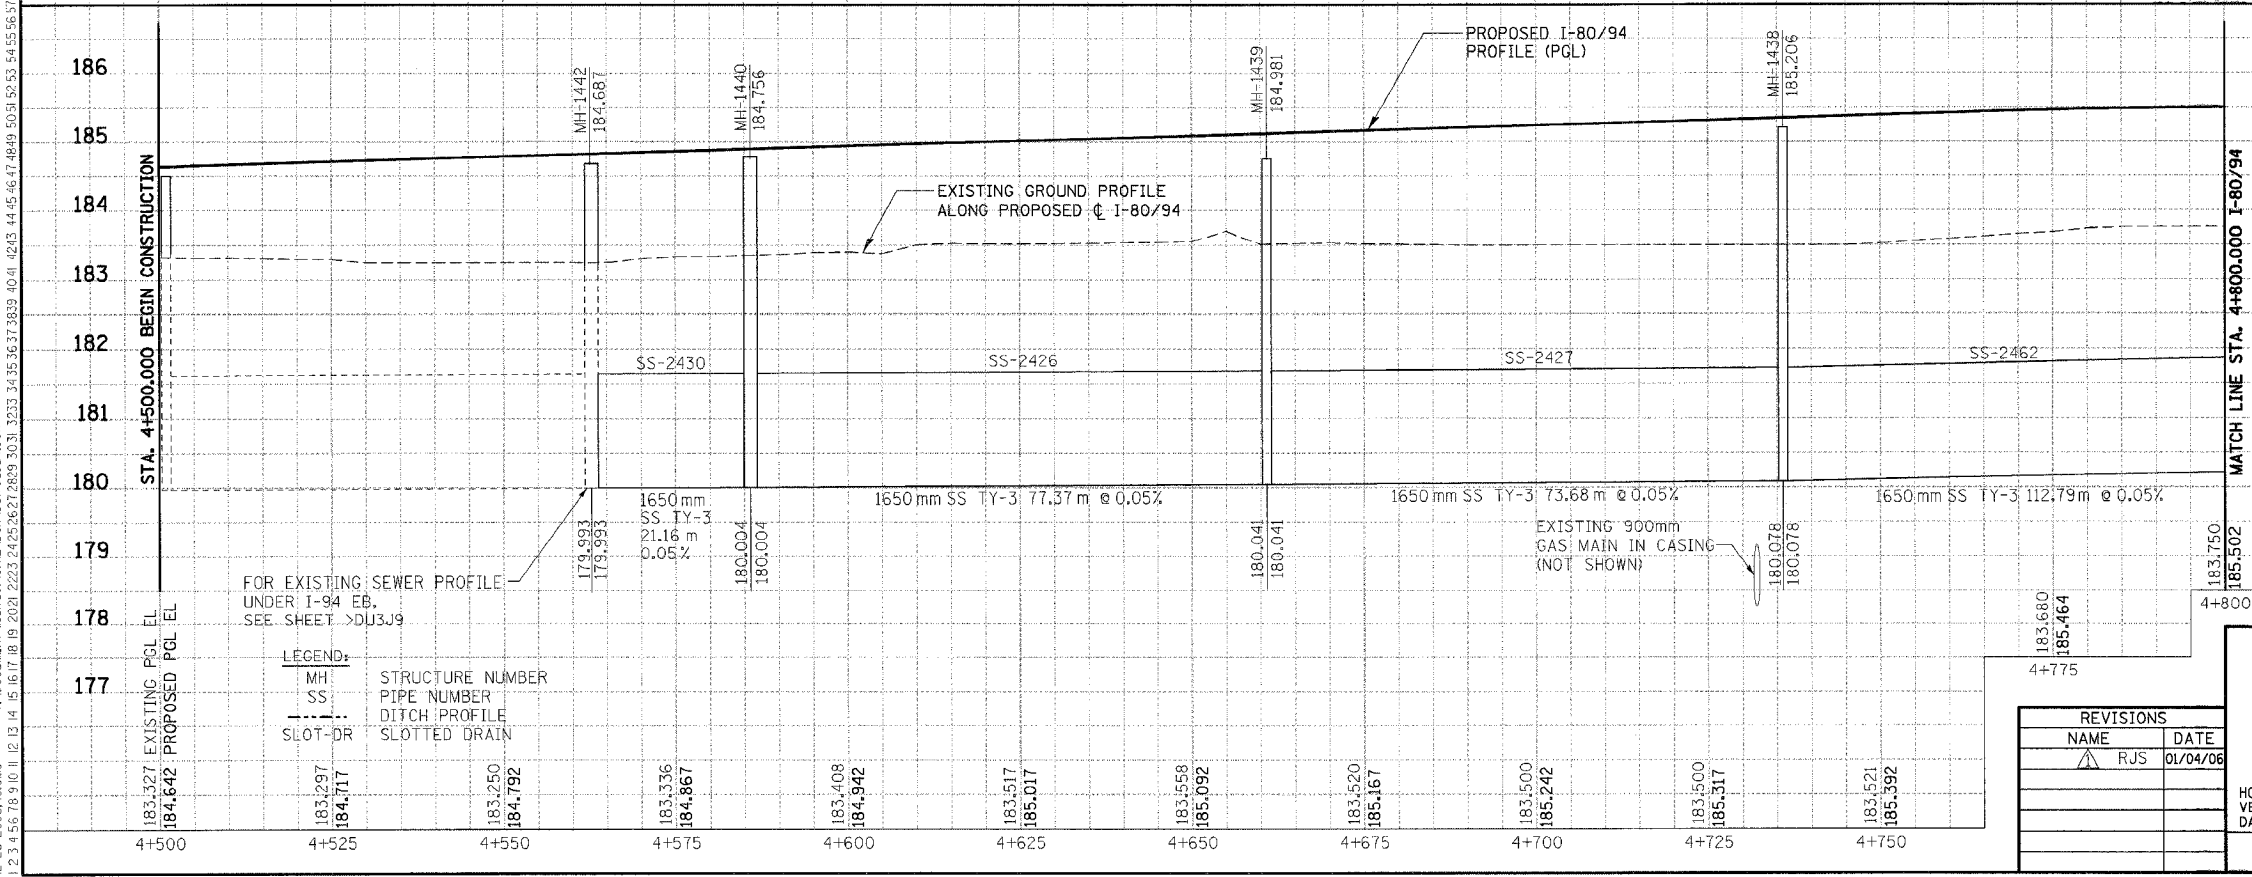 186
185
184
183
182
181
180
179
178
177
STA. 4+500.000 BEGIN CONSTRUCTION
EXISTING PGL EL
PROPOSED PGL EL
MH-1442
184.687
MH-1440
184.756
MH-1439
184.981
MH-1438
185.206
PROPOSED I-80/94
PROFILE (PGL)
EXISTING GROUND PROFILE
ALONG PROPOSED ℄ I-80/94
SS-2430
SS-2426
SS-2427
SS-2462
1650 mm
SS TY-3
21.16 m
0.05%
1650 mm SS TY-3 77.37 m @ 0.05%
1650 mm SS TY-3 73.68 m @ 0.05%
1650 mm SS TY-3 112.79 m @ 0.05%
179.993
179.993
180.004
180.004
180.041
180.041
180.078
180.078
EXISTING 900mm
GAS MAIN IN CASING
(NOT SHOWN)
FOR EXISTING SEWER PROFILE
UNDER I-94 EB,
SEE SHEET >DU3J9
LEGEND:
MH STRUCTURE NUMBER
SS PIPE NUMBER
DITCH PROFILE
SLOT-DR SLOTTED DRAIN
MATCH LINE STA. 4+800.000 I-80/94
183.327
184.642
183.297
184.717
183.250
184.792
183.336
184.867
183.408
184.942
183.517
185.017
183.558
185.092
183.520
185.167
183.500
185.242
183.500
185.317
183.521
185.392
183.680
185.464
183.750
185.502
4+500
4+525
4+550
4+575
4+600
4+625
4+650
4+675
4+700
4+725
4+750
4+775
4+800
REVISIONS
NAME DATE
1 RJS 01/04/06